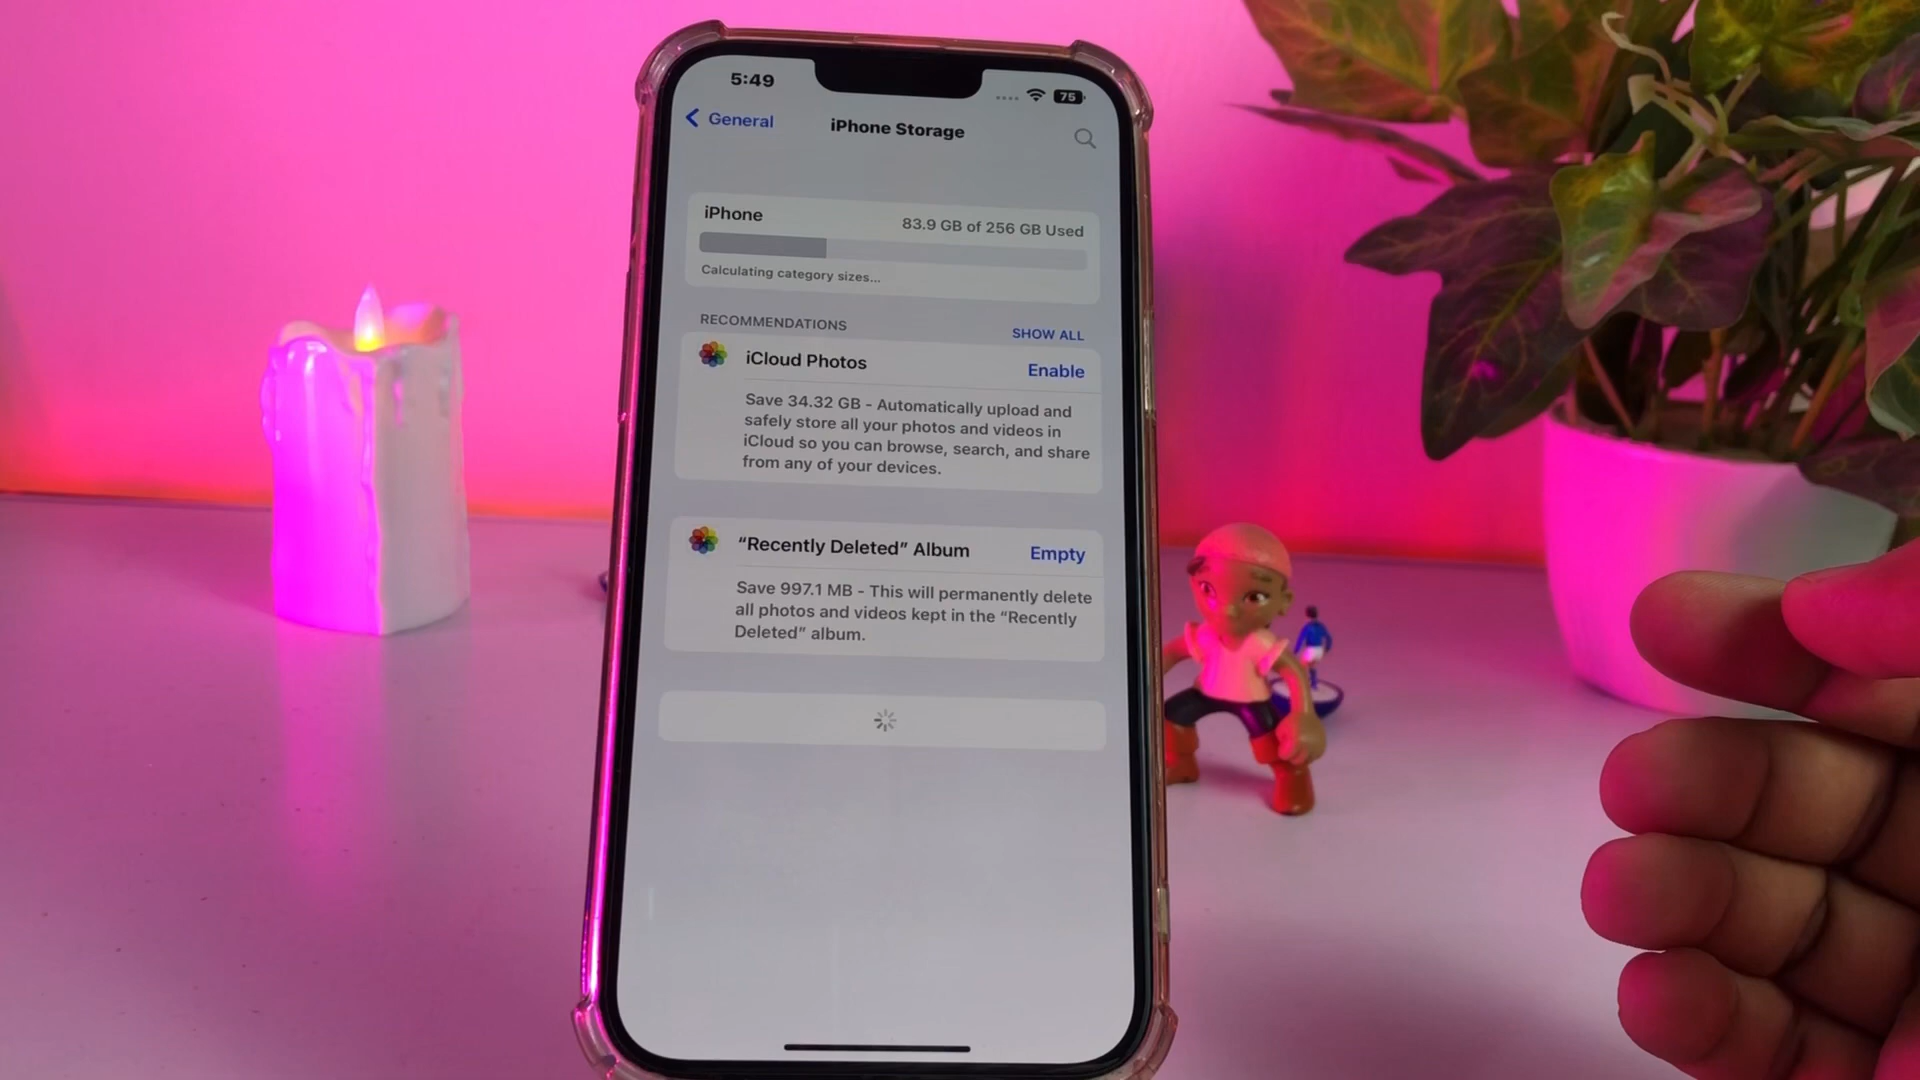 5:49
75
General
iPhone Storage
iPhone
83.9 GB of 256 GB Used
Calculating category sizes...
RECOMMENDATIONS
SHOW ALL
iCloud Photos
Enable
Save 34.32 GB - Automatically upload and
safely store all your photos and videos in
iCloud so you can browse, search, and share
from any of your devices.
“Recently Deleted” Album
Empty
Save 997.1 MB - This will permanently delete
all photos and videos kept in the “Recently
Deleted” album.